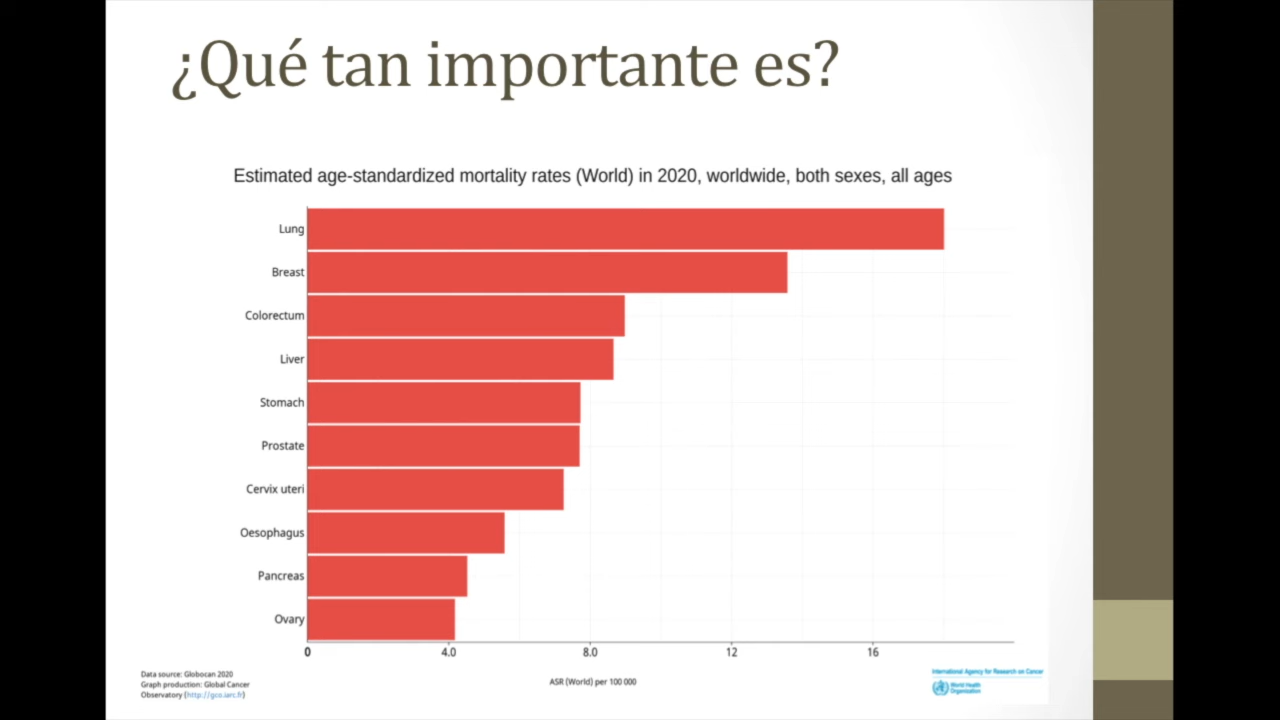 ¿Qué tan importante es?
Estimated age-standardized mortality rates (World) in 2020, worldwide, both sexes, all ages
Lung
Breast
Colorectum
Liver
Stomach
Prostate
Cervix uteri
Oesophagus
Pancreas
Ovary
0 4.0 8.0 12 16
ASR (World) per 100 000
Data source: Globocan 2020
Graph production: Global Cancer
Observatory (http://gco.iarc.fr)
International Agency for Research on Cancer
World Health
Organization